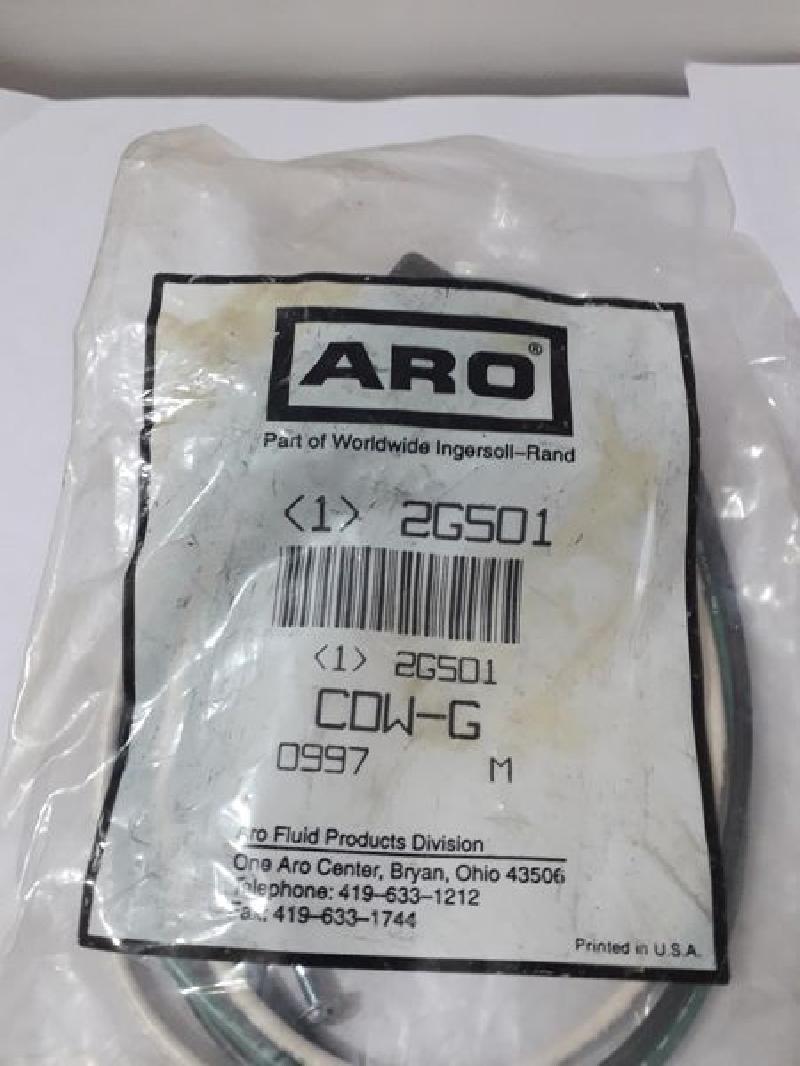 ARO®
Part of Worldwide Ingersoll-Rand
<1> 2G501
<1> 2G501
CDW-G
0997 M
Aro Fluid Products Division
One Aro Center, Bryan, Ohio 43506
Telephone: 419-633-1212
Fax: 419-633-1744
Printed in U.S.A.